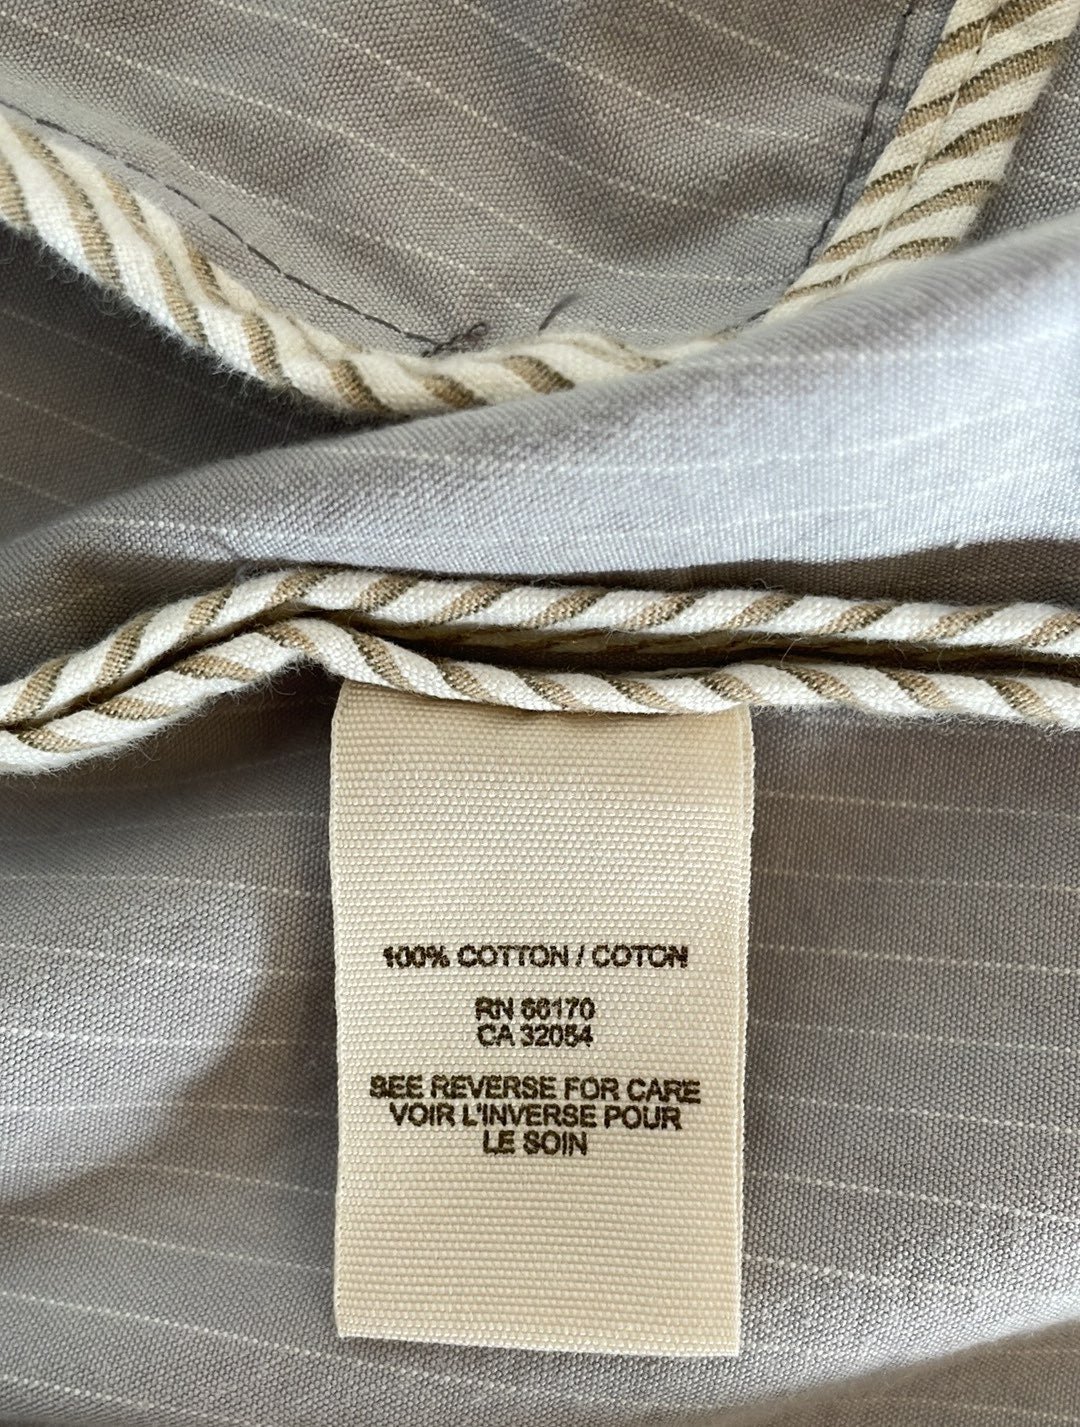 100% COTTON / COTON
RN 66170
CA 32054
SEE REVERSE FOR CARE
VOIR L'INVERSE POUR
LE SOIN